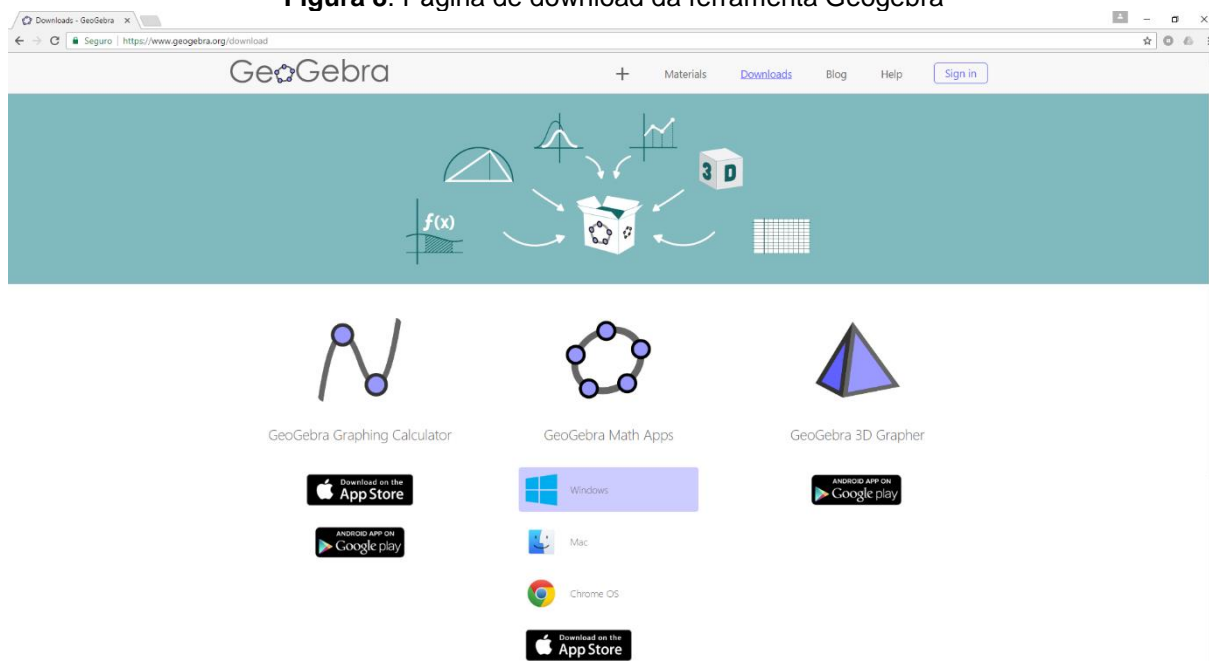 Figura 8. Página de download da ferramenta Geogebra
Downloads - GeoGebra
Seguro | https://www.geogebra.org/download
GeoGebra
+ Materials Downloads Blog Help Sign in
f(x)
3 D
GeoGebra Graphing Calculator
Download on the
App Store
ANDROID APP ON
Google play
GeoGebra Math Apps
Windows
Mac
Chrome OS
Download on the
App Store
GeoGebra 3D Grapher
ANDROID APP ON
Google play